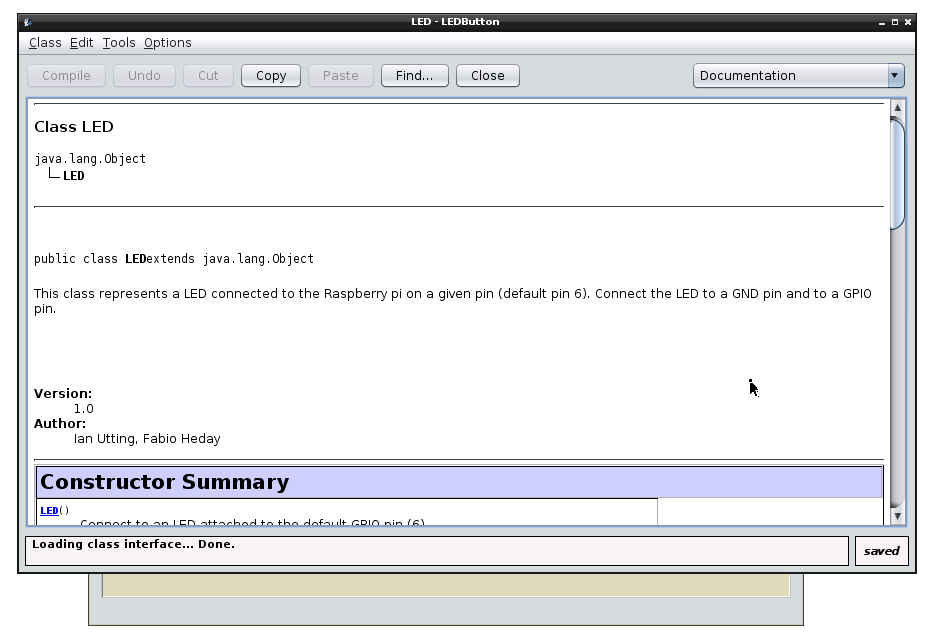 LED - LEDButton
Class Edit Tools Options
Compile Undo Cut Copy Paste Find... Close Documentation
Class LED
java.lang.Object
LED
public class LEDextends java.lang.Object
This class represents a LED connected to the Raspberry pi on a given pin (default pin 6). Connect the LED to a GND pin and to a GPIO
pin.
Version:
1.0
Author:
Ian Utting, Fabio Heday
Constructor Summary
LED()
Connect to an LED attached to the default GPIO pin (6)
Loading class interface... Done.
saved